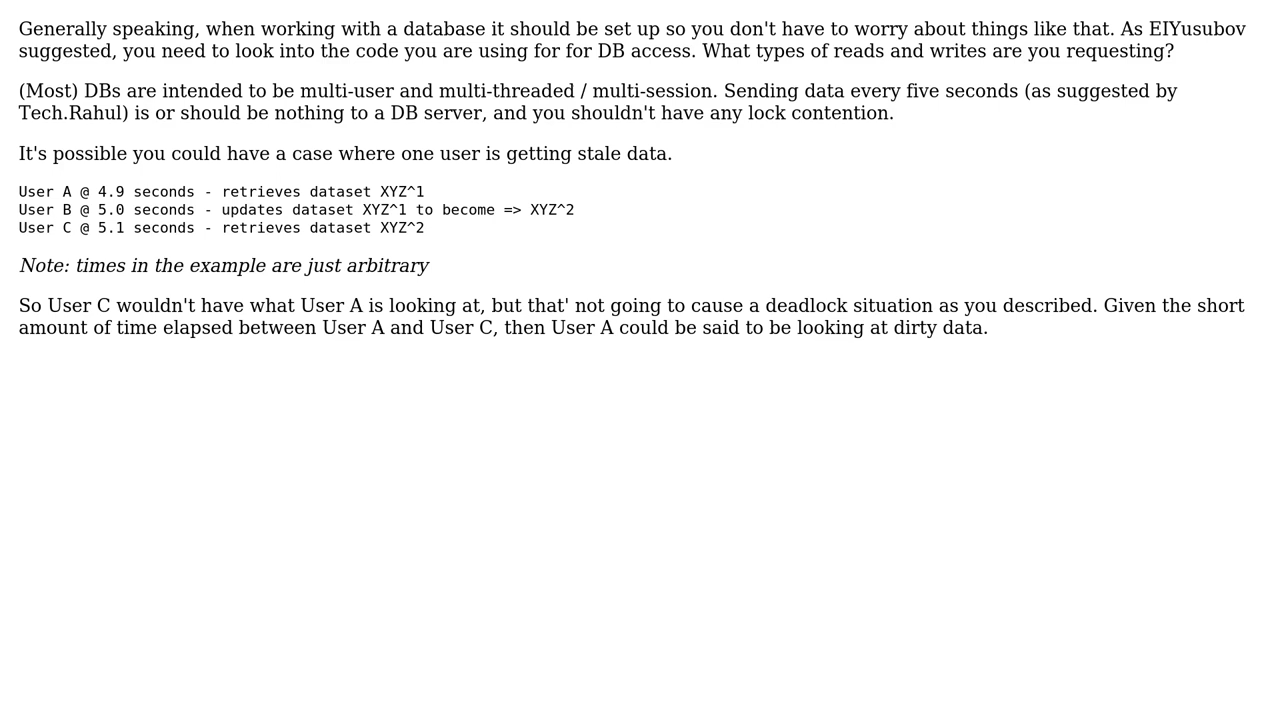 Generally speaking, when working with a database it should be set up so you don't have to worry about things like that. As EIYusubov
suggested, you need to look into the code you are using for for DB access. What types of reads and writes are you requesting?
(Most) DBs are intended to be multi-user and multi-threaded / multi-session. Sending data every five seconds (as suggested by
Tech.Rahul) is or should be nothing to a DB server, and you shouldn't have any lock contention.
It's possible you could have a case where one user is getting stale data.
User A @ 4.9 seconds - retrieves dataset XYZ^1
User B @ 5.0 seconds - updates dataset XYZ^1 to become => XYZ^2
User C @ 5.1 seconds - retrieves dataset XYZ^2
Note: times in the example are just arbitrary
So User C wouldn't have what User A is looking at, but that' not going to cause a deadlock situation as you described. Given the short
amount of time elapsed between User A and User C, then User A could be said to be looking at dirty data.